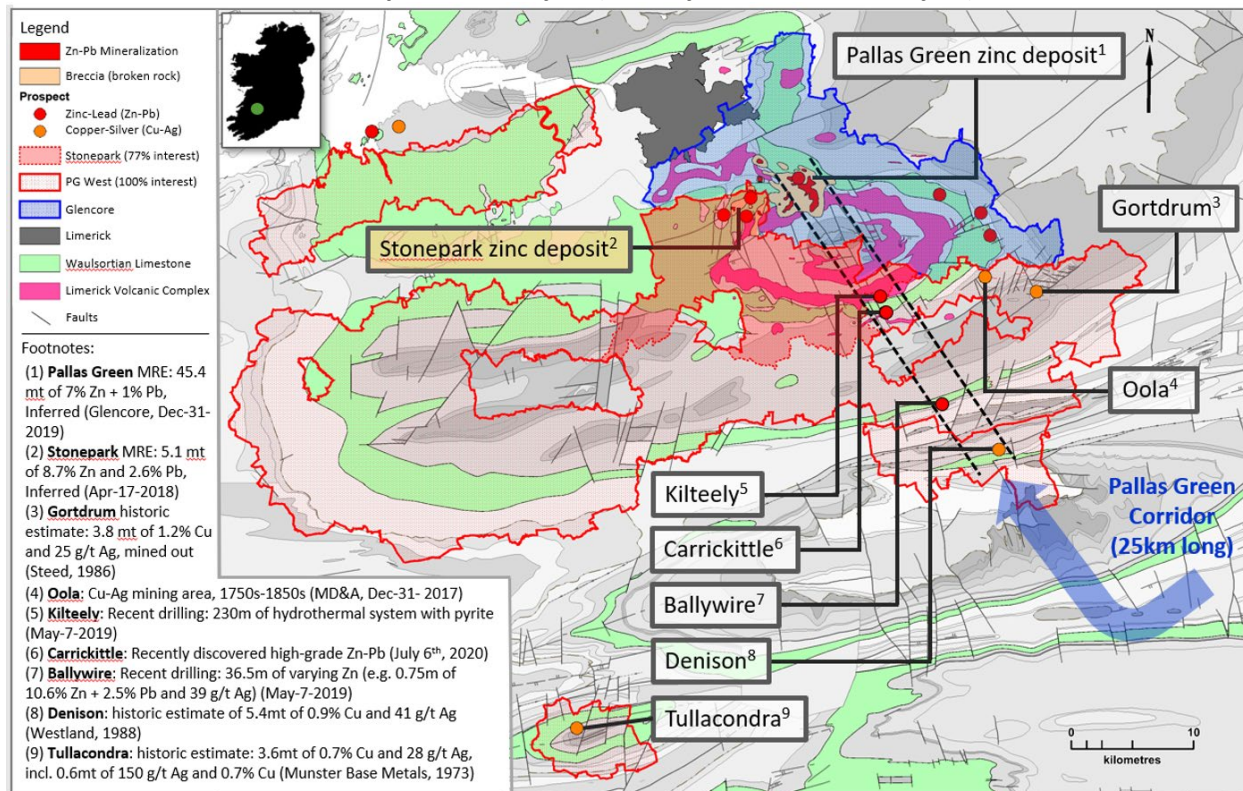 Legend
Zn-Pb Mineralization
Breccia (broken rock)
Prospect
Zinc-Lead (Zn-Pb)
Copper-Silver (Cu-Ag)
Stonepark (77% interest)
PG West (100% interest)
Glencore
Limerick
Waulsortian Limestone
Limerick Volcanic Complex
Faults
Footnotes:
(1) Pallas Green MRE: 45.4
mt of 7% Zn + 1% Pb,
Inferred (Glencore, Dec-31-
2019)
(2) Stonepark MRE: 5.1 mt
of 8.7% Zn and 2.6% Pb,
Inferred (Apr-17-2018)
(3) Gortdrum historic
estimate: 3.8 mt of 1.2% Cu
and 25 g/t Ag, mined out
(Steed, 1986)
(4) Oola: Cu-Ag mining area, 1750s-1850s (MD&A, Dec-31- 2017)
(5) Kilteely: Recent drilling: 230m of hydrothermal system with pyrite
(May-7-2019)
(6) Carrickittle: Recently discovered high-grade Zn-Pb (July 6th, 2020)
(7) Ballywire: Recent drilling: 36.5m of varying Zn (e.g. 0.75m of
10.6% Zn + 2.5% Pb and 39 g/t Ag) (May-7-2019)
(8) Denison: historic estimate of 5.4mt of 0.9% Cu and 41 g/t Ag
(Westland, 1988)
(9) Tullacondra: historic estimate: 3.6mt of 0.7% Cu and 28 g/t Ag,
incl. 0.6mt of 150 g/t Ag and 0.7% Cu (Munster Base Metals, 1973)
Pallas Green zinc deposit1
N
Gortdrum3
Stonepark zinc deposit2
Oola4
Kilteely5
Carrickittle6
Ballywire7
Denison8
Tullacondra9
Pallas Green
Corridor
(25km long)
0 10
kilometres